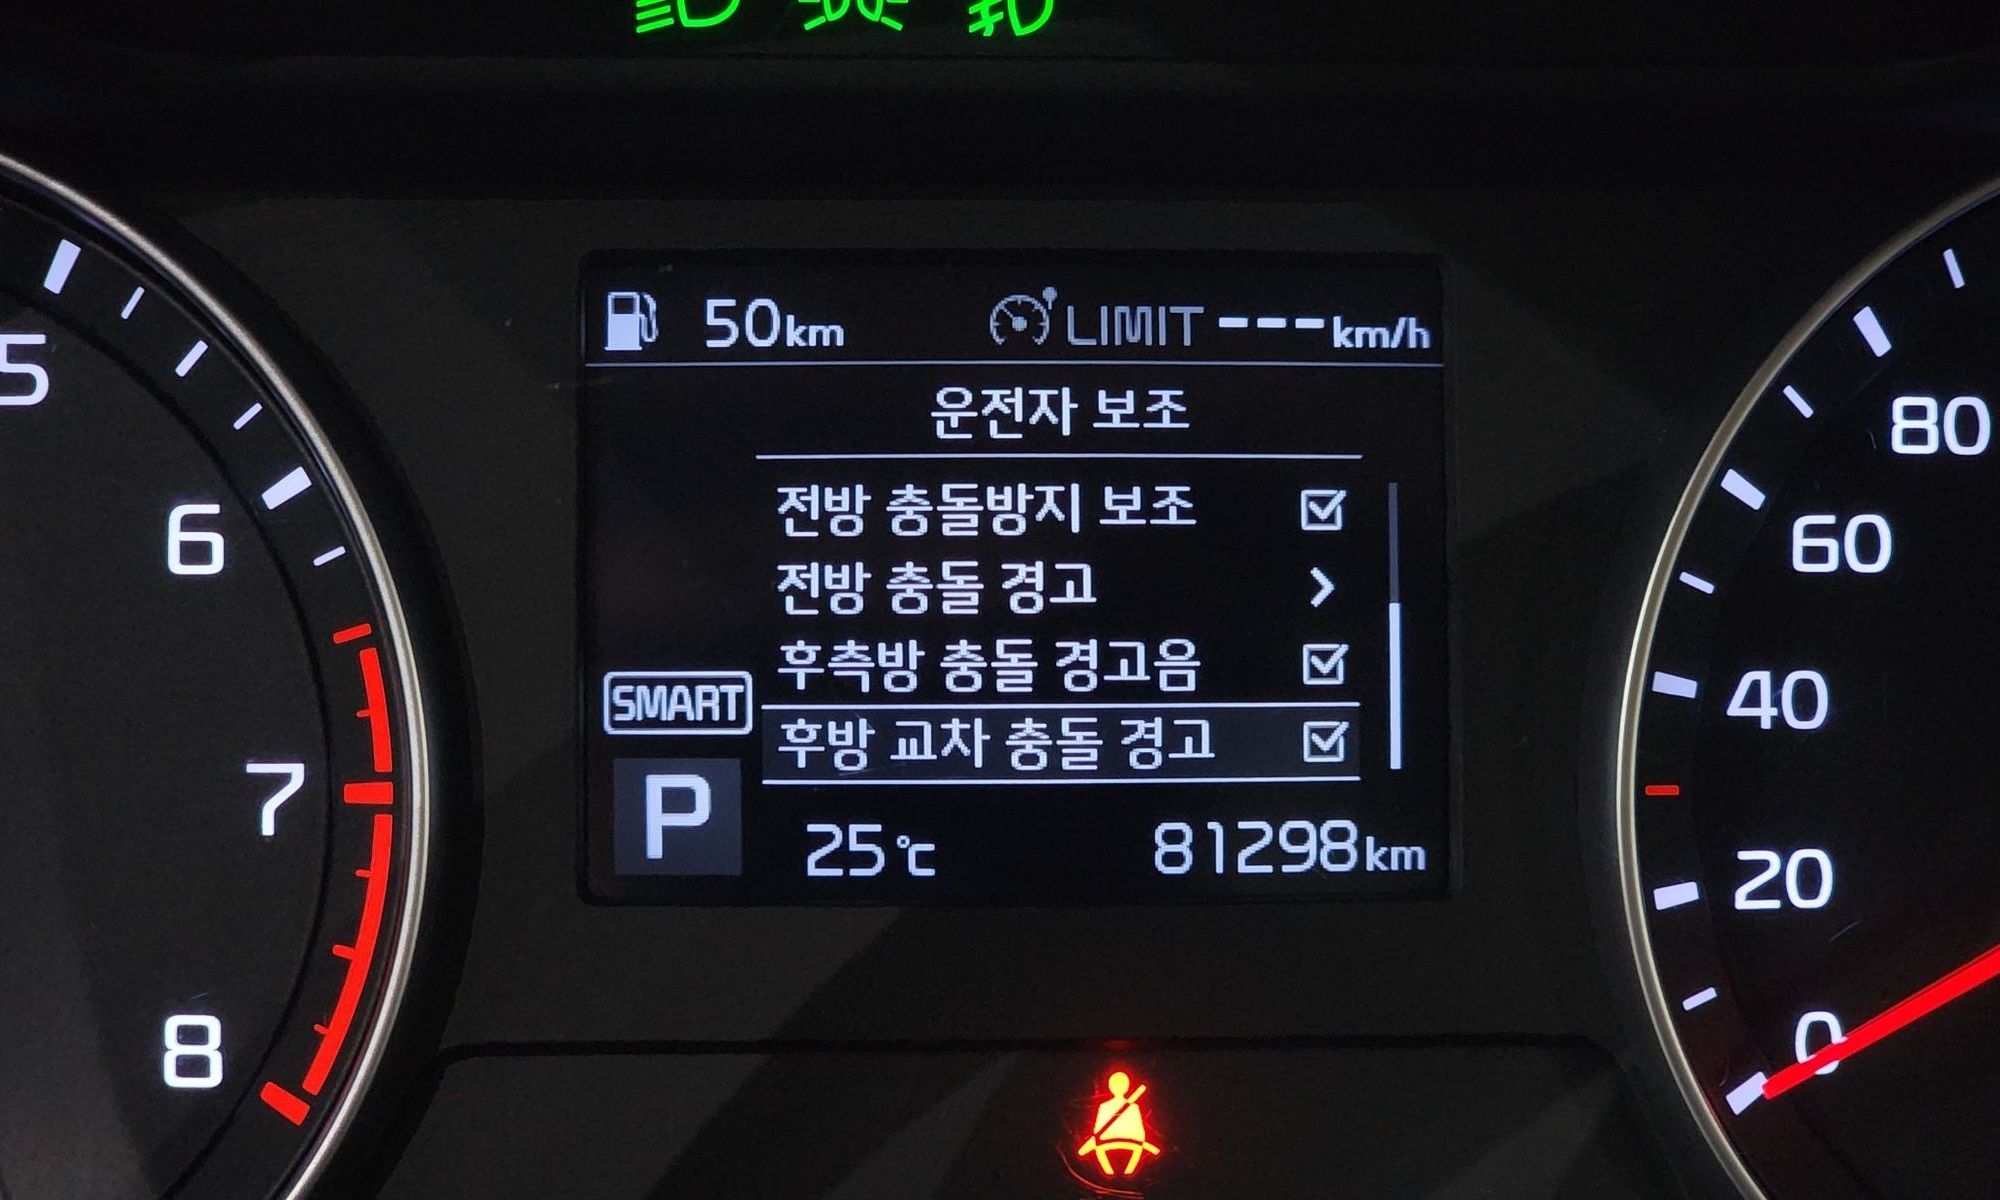 50km LIMIT ---km/h
운전자 보조
전방 충돌방지 보조
전방 충돌 경고
후측방 충돌 경고음
SMART
후방 교차 충돌 경고
P
25℃ 81298km
5
6
7
8
80
60
40
20
0